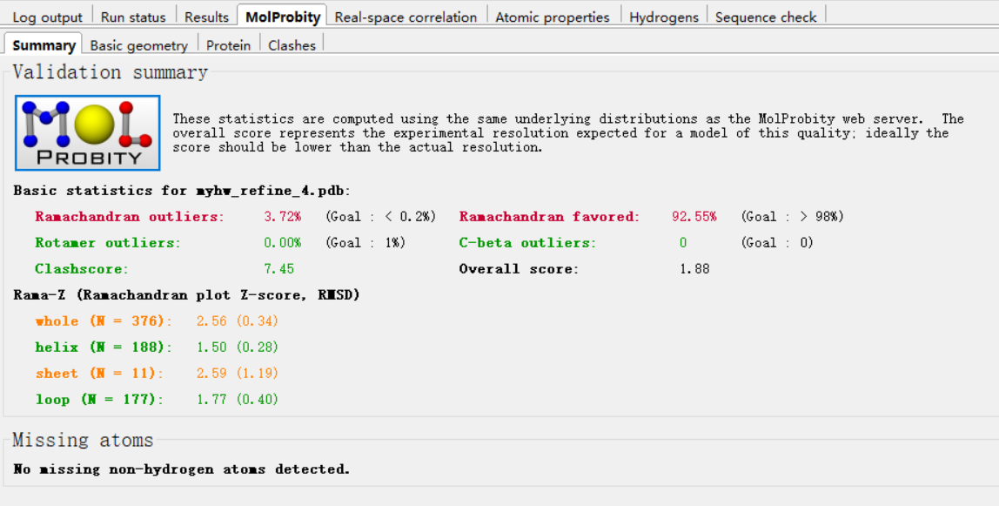 Log output Run status Results MolProbity Real-space correlation Atomic properties Hydrogens Sequence check
Summary Basic geometry Protein Clashes
Validation summary
MOL
PROBITY
These statistics are computed using the same underlying distributions as the MolProbity web server. The
overall score represents the experimental resolution expected for a model of this quality; ideally the
score should be lower than the actual resolution.
Basic statistics for myhw_refine_4.pdb:
Ramachandran outliers: 3.72% (Goal : < 0.2%) Ramachandran favored: 92.55% (Goal : > 98%)
Rotamer outliers: 0.00% (Goal : 1%) C-beta outliers: 0 (Goal : 0)
Clashscore: 7.45 Overall score: 1.88
Rama-Z (Ramachandran plot Z-score, RMSD)
whole (N = 376): 2.56 (0.34)
helix (N = 188): 1.50 (0.28)
sheet (N = 11): 2.59 (1.19)
loop (N = 177): 1.77 (0.40)
Missing atoms
No missing non-hydrogen atoms detected.